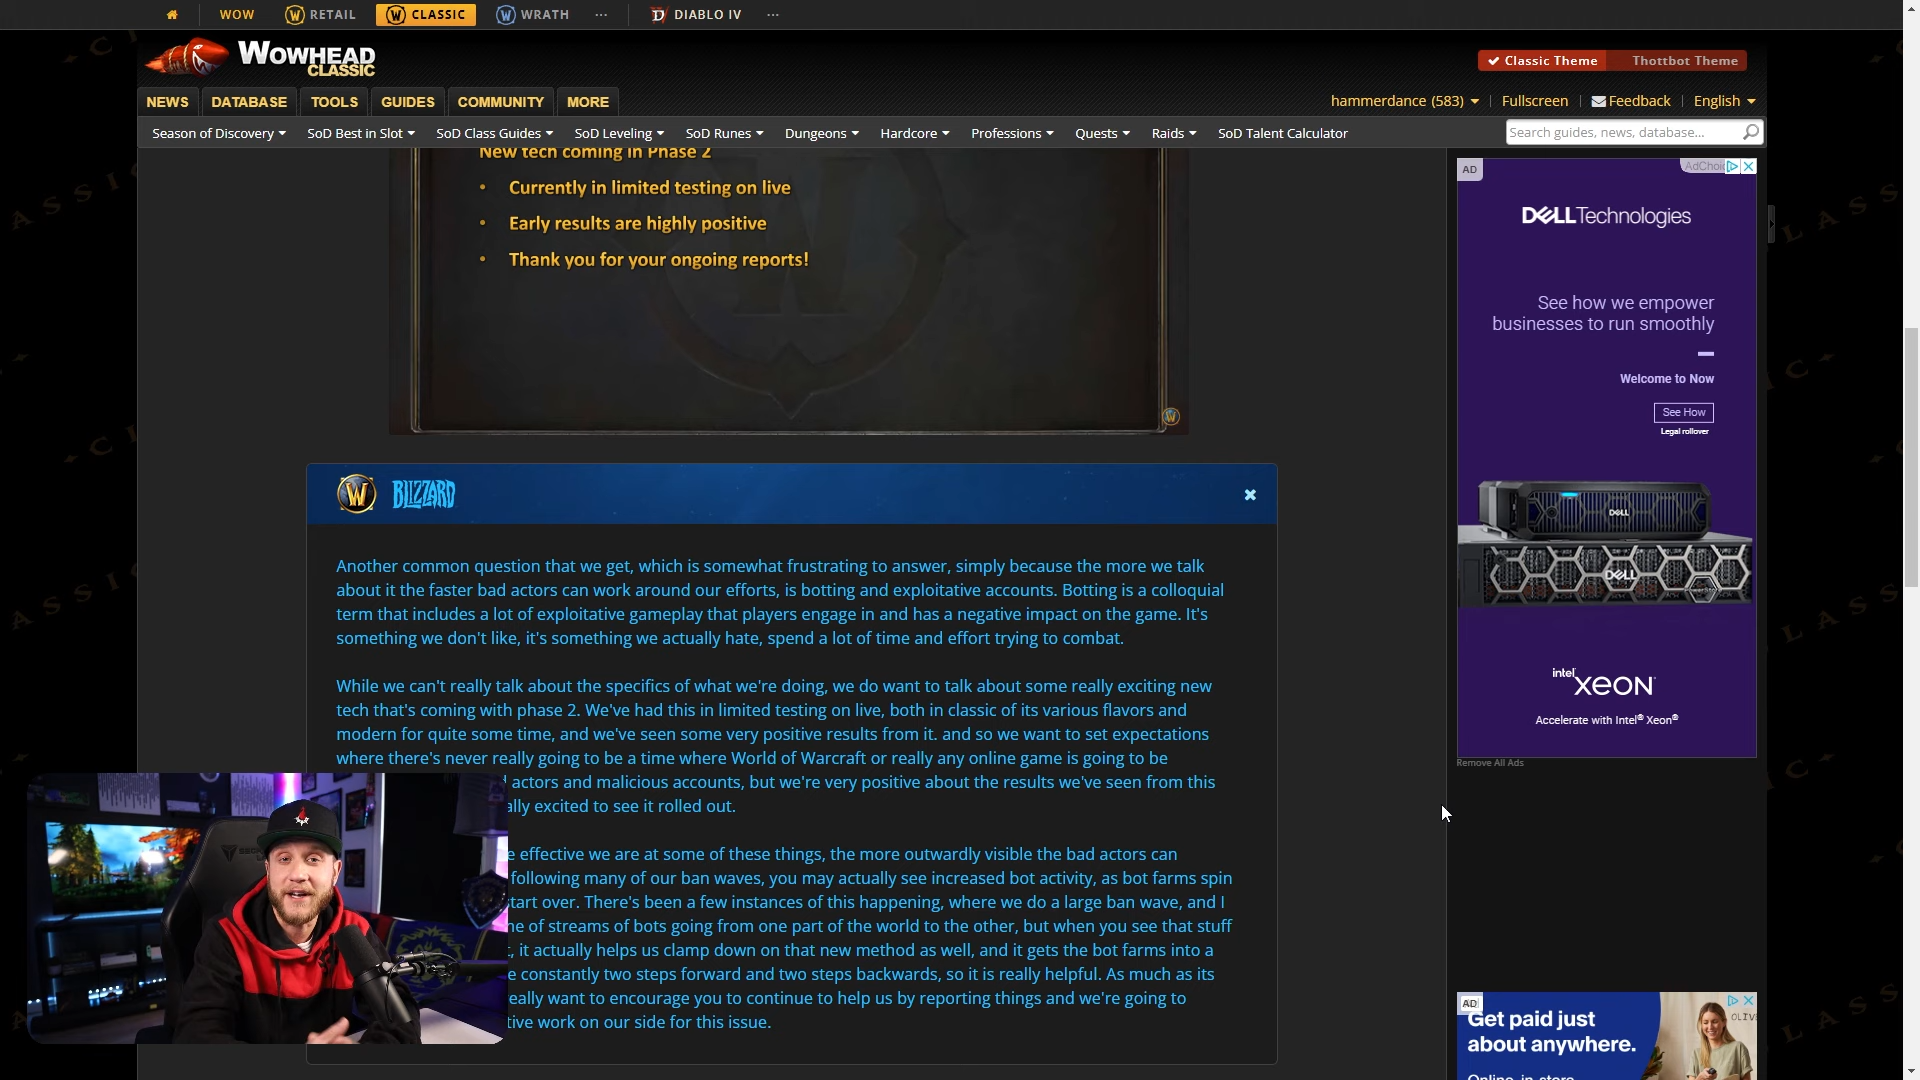 WOW
RETAIL
CLASSIC
WRATH
...
DIABLO IV
...
WOWHEAD
CLASSIC
Classic Theme
Thottbot Theme
NEWS
DATABASE
TOOLS
GUIDES
COMMUNITY
MORE
hammerdance (583)
Fullscreen
Feedback
English
Season of Discovery
SoD Best in Slot
SoD Class Guides
SoD Leveling
SoD Runes
Dungeons
Hardcore
Professions
Quests
Raids
SoD Talent Calculator
Search guides, news, database...
New tech coming in Phase 2
• Currently in limited testing on live
• Early results are highly positive
• Thank you for your ongoing reports!
BLIZZARD
Another common question that we get, which is somewhat frustrating to answer, simply because the more we talk
about it the faster bad actors can work around our efforts, is botting and exploitative accounts. Botting is a colloquial
term that includes a lot of exploitative gameplay that players engage in and has a negative impact on the game. It's
something we don't like, it's something we actually hate, spend a lot of time and effort trying to combat.
While we can't really talk about the specifics of what we're doing, we do want to talk about some really exciting new
tech that's coming with phase 2. We've had this in limited testing on live, both in classic of its various flavors and
modern for quite some time, and we've seen some very positive results from it. and so we want to set expectations
where there's never really going to be a time where World of Warcraft or really any online game is going to be
actors and malicious accounts, but we're very positive about the results we've seen from this
ally excited to see it rolled out.
e effective we are at some of these things, the more outwardly visible the bad actors can
following many of our ban waves, you may actually see increased bot activity, as bot farms spin
tart over. There's been a few instances of this happening, where we do a large ban wave, and I
ne of streams of bots going from one part of the world to the other, but when you see that stuff
, it actually helps us clamp down on that new method as well, and it gets the bot farms into a
e constantly two steps forward and two steps backwards, so it is really helpful. As much as its
eally want to encourage you to continue to help us by reporting things and we're going to
tive work on our side for this issue.
AD
AdChoic
DELLTechnologies
See how we empower
businesses to run smoothly
Welcome to Now
See How
Legal rollover
DELL
DELL
intel
XEON
Accelerate with Intel® Xeon®
Remove All Ads
AD
Get paid just
about anywhere.
Online, in-store,
OLIV